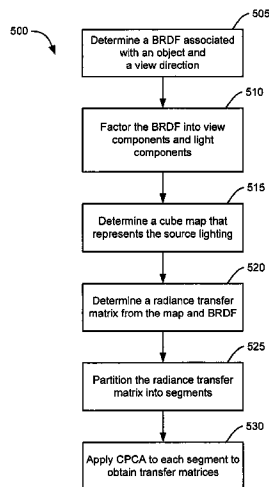 500
505
Determine a BRDF associated
with an object and
a view direction
510
Factor the BRDF into view
components and light
components
515
Determine a cube map that
represents the source lighting
520
Determine a radiance transfer
matrix from the map and BRDF
525
Partition the radiance transfer
matrix into segments
530
Apply CPCA to each segment to
obtain transfer matrices